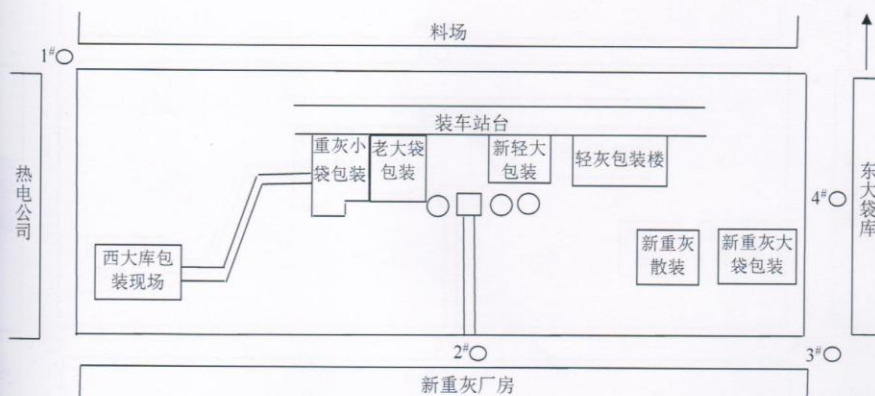 料场
1#
装车站台
重灰小
袋包装
老大袋
包装
新轻大
包装
轻灰包装楼
热电公司
东大袋库
4#
西大库包
装现场
新重灰
散装
新重灰大
袋包装
2#
3#
新重灰厂房